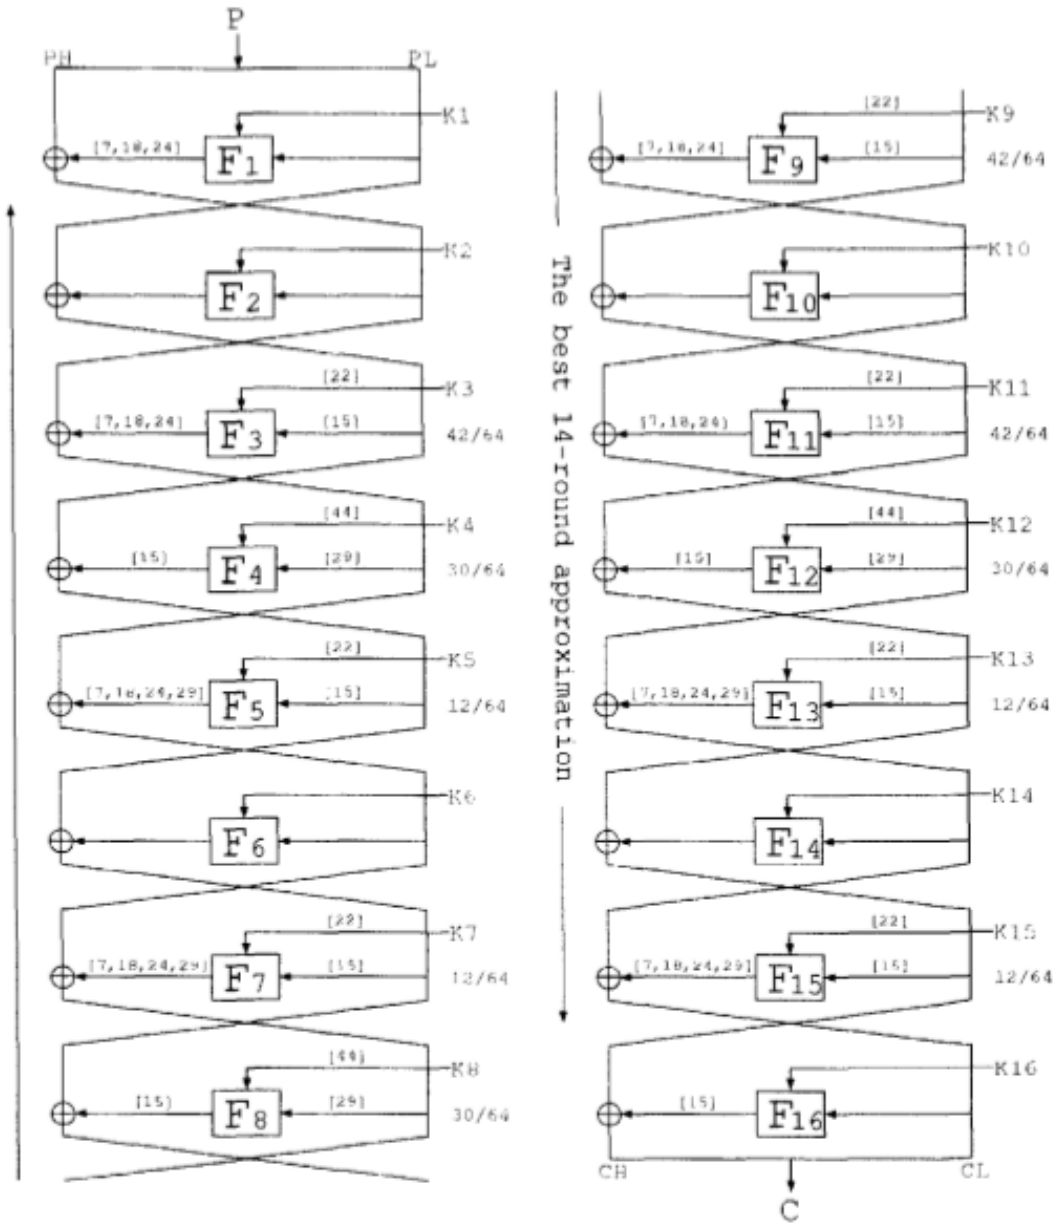 P
PH PL
K1
[7,18,24] F1
K2
F2
[22] K3
[7,18,24] F3 [15] 42/64
[44] K4
[15] F4 [29] 30/64
[22] K5
[7,18,24,29] F5 [15] 12/64
K6
F6
[22] K7
[7,18,24,29] F7 [15] 12/64
[44] K8
[15] F8 [29] 30/64
[22] K9
[7,18,24] F9 [15] 42/64
K10
F10
[22] K11
[7,18,24] F11 [15] 42/64
[44] K12
[15] F12 [29] 30/64
[22] K13
[7,18,24,29] F13 [15] 12/64
K14
F14
[22] K15
[7,18,24,29] F15 [15] 12/64
K16
[15] F16
CH CL
C
The best 14-round approximation